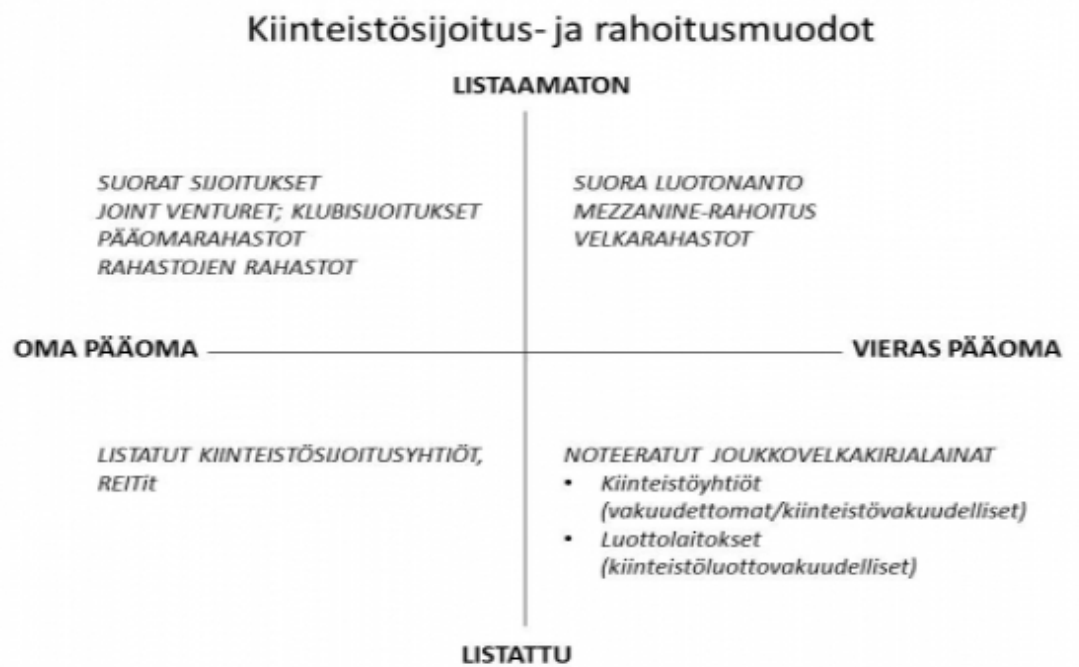 Kiinteistösijoitus- ja rahoitusmuodot
LISTAAMATON
SUORAT SIJOITUKSET
JOINT VENTURET; KLUBISIJOITUKSET
PÄÄOMARAHASTOT
RAHASTOJEN RAHASTOT
SUORA LUOTONANTO
MEZZANINE-RAHOITUS
VELKARAHASTOT
OMA PÄÄOMA
VIERAS PÄÄOMA
LISTATUT KIINTEISTÖSIJOITUSYHTIÖT,
REITit
NOTEERATUT JOUKKOVELKAKIRJALAINAT
• Kiinteistöyhtiöt
(vakuudettomat/kiinteistövakuudelliset)
• Luottolaitokset
(kiinteistöluottovakuudelliset)
LISTATTU